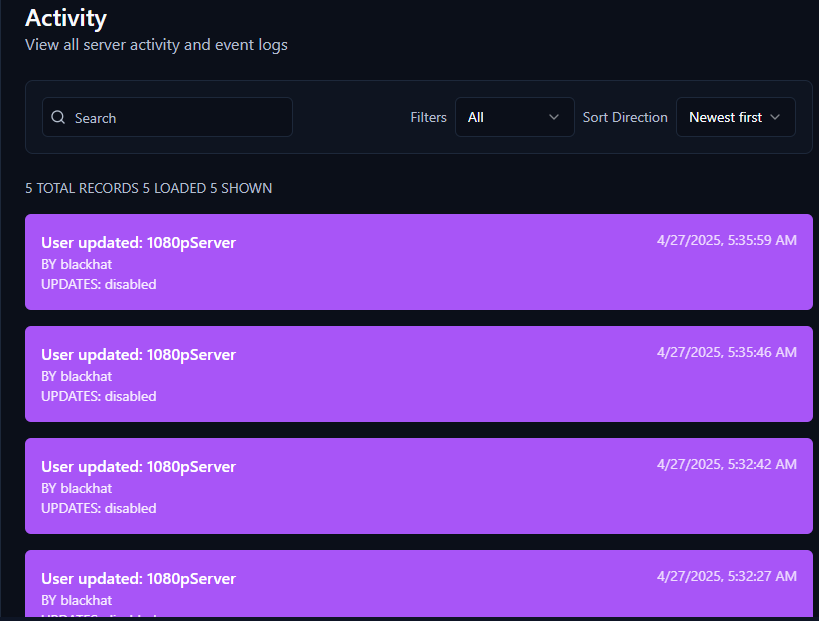 Activity
View all server activity and event logs
Search
Filters
All
Sort Direction
Newest first
5 TOTAL RECORDS 5 LOADED 5 SHOWN
User updated: 1080pServer
4/27/2025, 5:35:59 AM
BY blackhat
UPDATES: disabled
User updated: 1080pServer
4/27/2025, 5:35:46 AM
BY blackhat
UPDATES: disabled
User updated: 1080pServer
4/27/2025, 5:32:42 AM
BY blackhat
UPDATES: disabled
User updated: 1080pServer
4/27/2025, 5:32:27 AM
BY blackhat